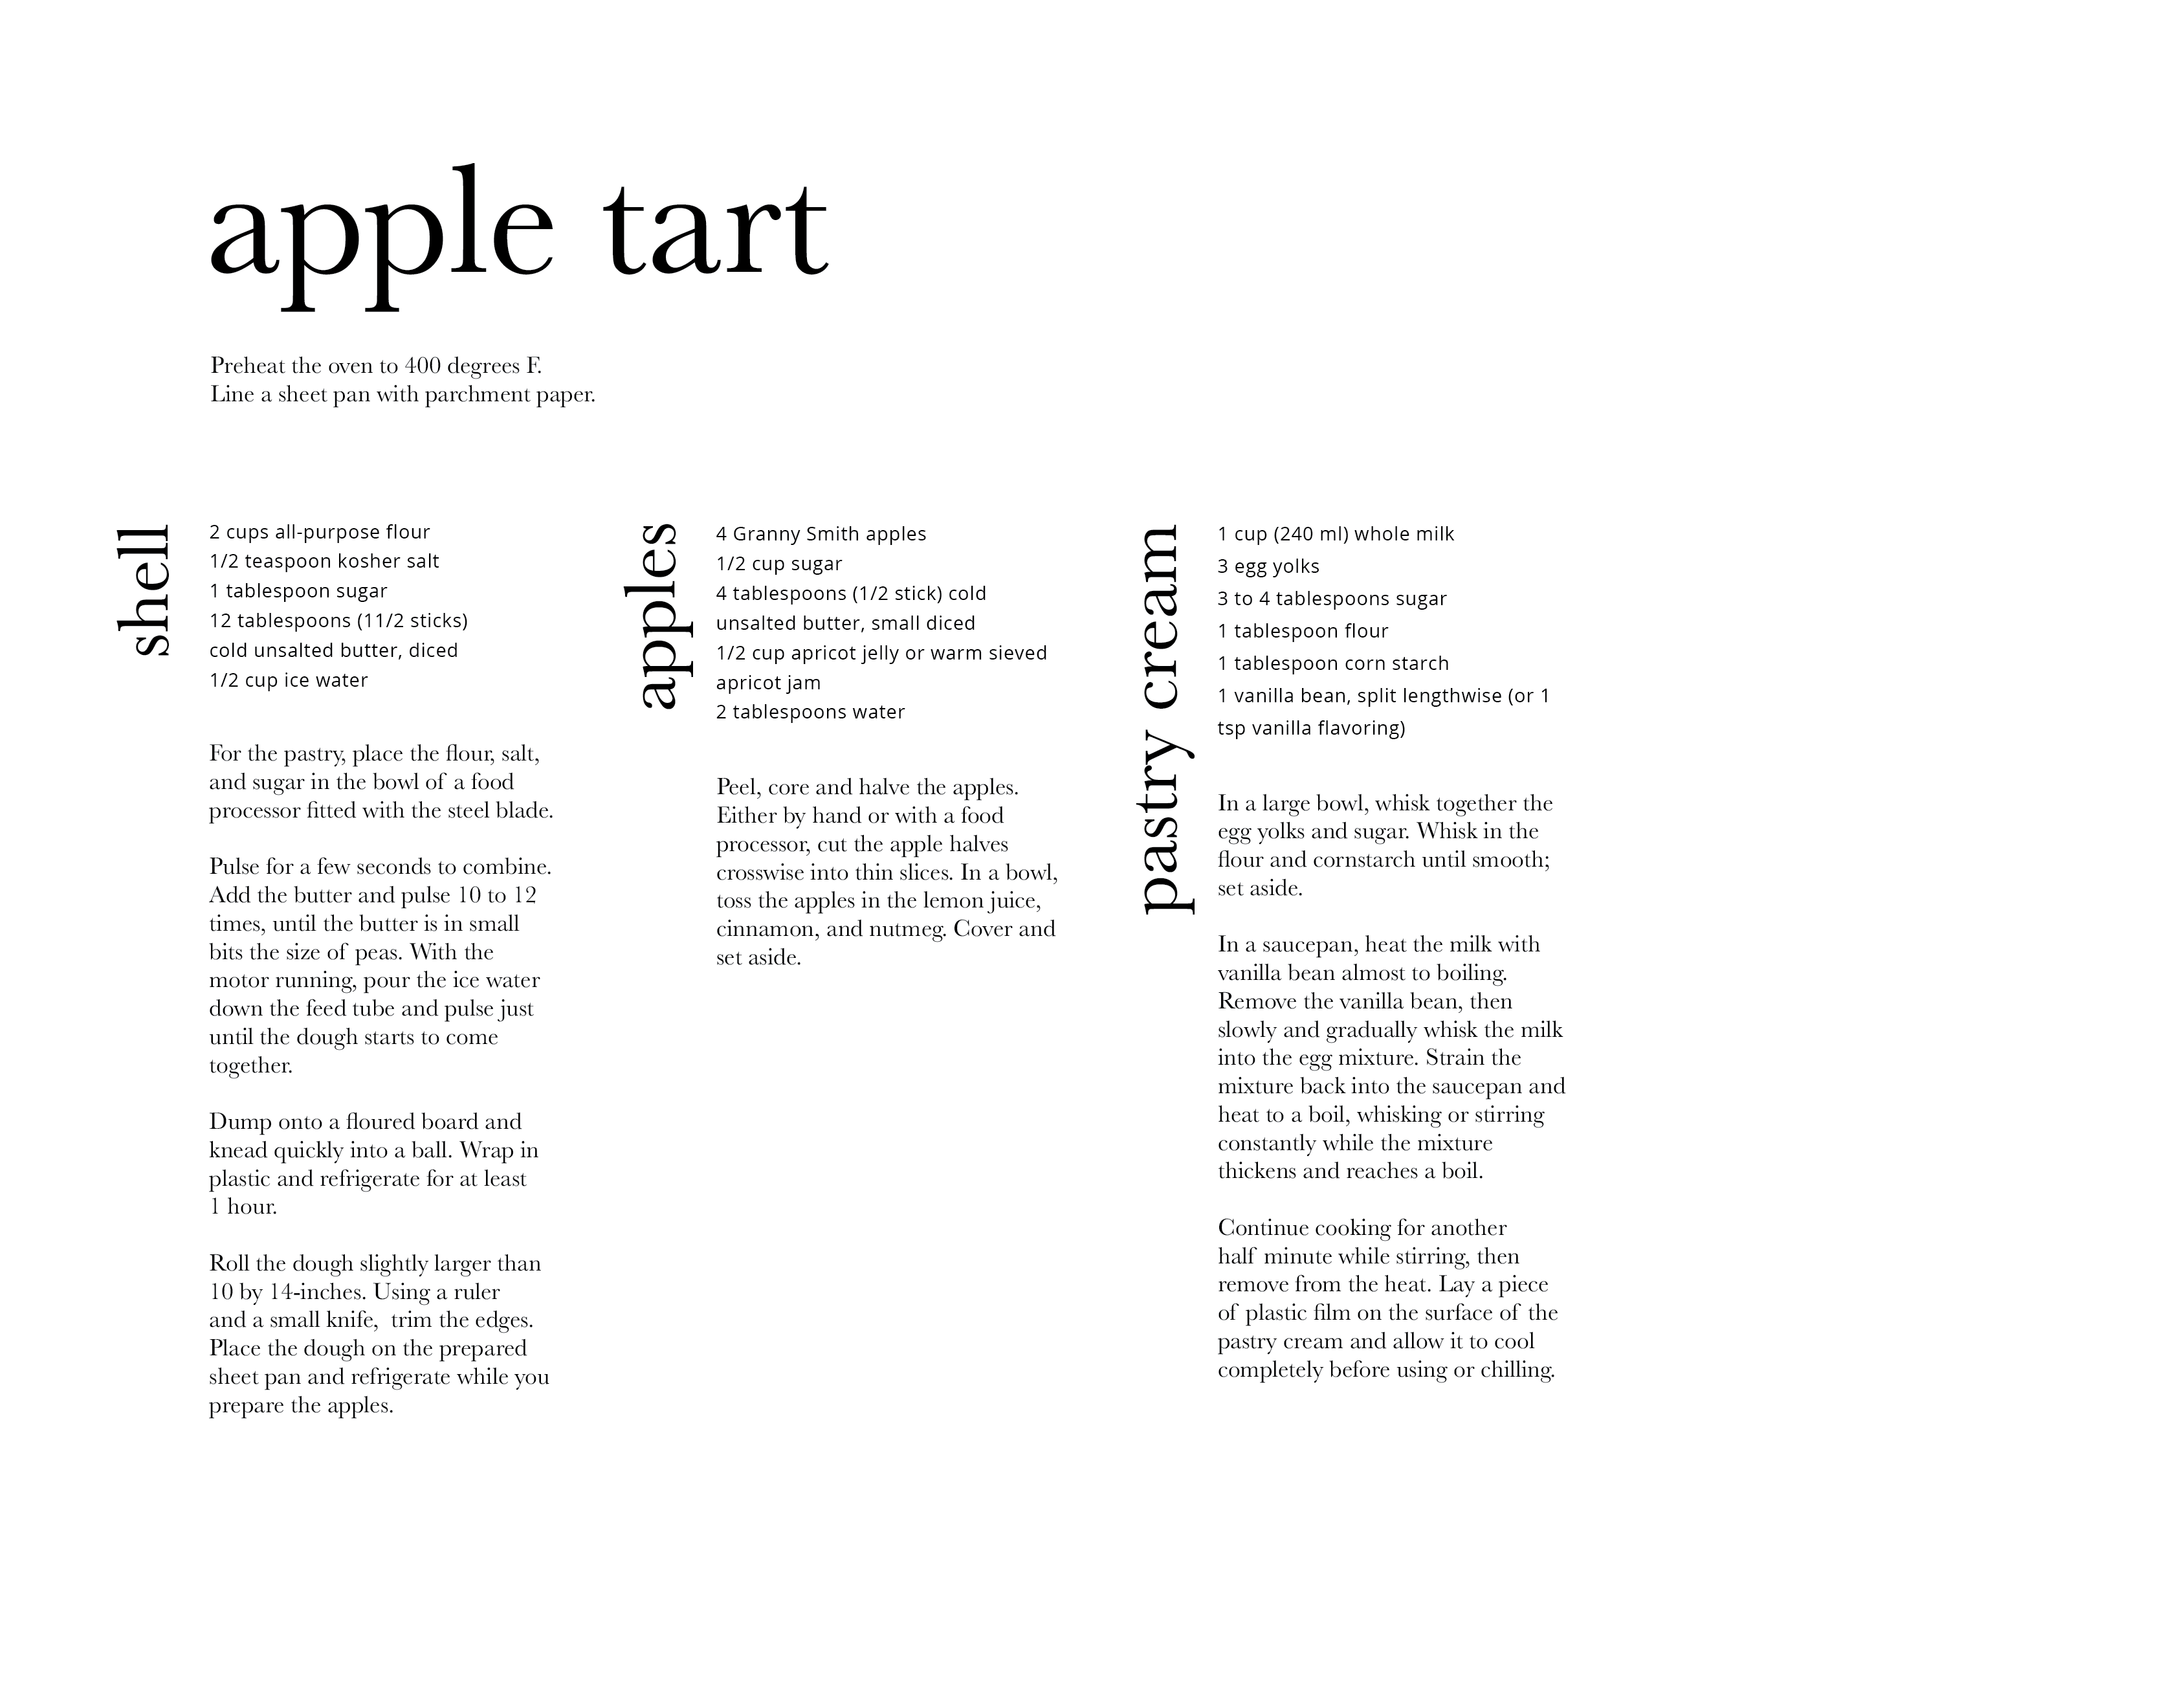 apple tart
Preheat the oven to 400 degrees F.
Line a sheet pan with parchment paper.
shell
2 cups all-purpose flour
1/2 teaspoon kosher salt
1 tablespoon sugar
12 tablespoons (11/2 sticks)
cold unsalted butter, diced
1/2 cup ice water
For the pastry, place the flour, salt,
and sugar in the bowl of a food
processor fitted with the steel blade.
Pulse for a few seconds to combine.
Add the butter and pulse 10 to 12
times, until the butter is in small
bits the size of peas. With the
motor running, pour the ice water
down the feed tube and pulse just
until the dough starts to come
together.
Dump onto a floured board and
knead quickly into a ball. Wrap in
plastic and refrigerate for at least
1 hour.
Roll the dough slightly larger than
10 by 14-inches. Using a ruler
and a small knife,  trim the edges.
Place the dough on the prepared
sheet pan and refrigerate while you
prepare the apples.
apples
4 Granny Smith apples
1/2 cup sugar
4 tablespoons (1/2 stick) cold
unsalted butter, small diced
1/2 cup apricot jelly or warm sieved
apricot jam
2 tablespoons water
Peel, core and halve the apples.
Either by hand or with a food
processor, cut the apple halves
crosswise into thin slices. In a bowl,
toss the apples in the lemon juice,
cinnamon, and nutmeg. Cover and
set aside.
pastry cream
1 cup (240 ml) whole milk
3 egg yolks
3 to 4 tablespoons sugar
1 tablespoon flour
1 tablespoon corn starch
1 vanilla bean, split lengthwise (or 1
tsp vanilla flavoring)
In a large bowl, whisk together the
egg yolks and sugar. Whisk in the
flour and cornstarch until smooth;
set aside.
In a saucepan, heat the milk with
vanilla bean almost to boiling.
Remove the vanilla bean, then
slowly and gradually whisk the milk
into the egg mixture. Strain the
mixture back into the saucepan and
heat to a boil, whisking or stirring
constantly while the mixture
thickens and reaches a boil.
Continue cooking for another
half minute while stirring, then
remove from the heat. Lay a piece
of plastic film on the surface of the
pastry cream and allow it to cool
completely before using or chilling.